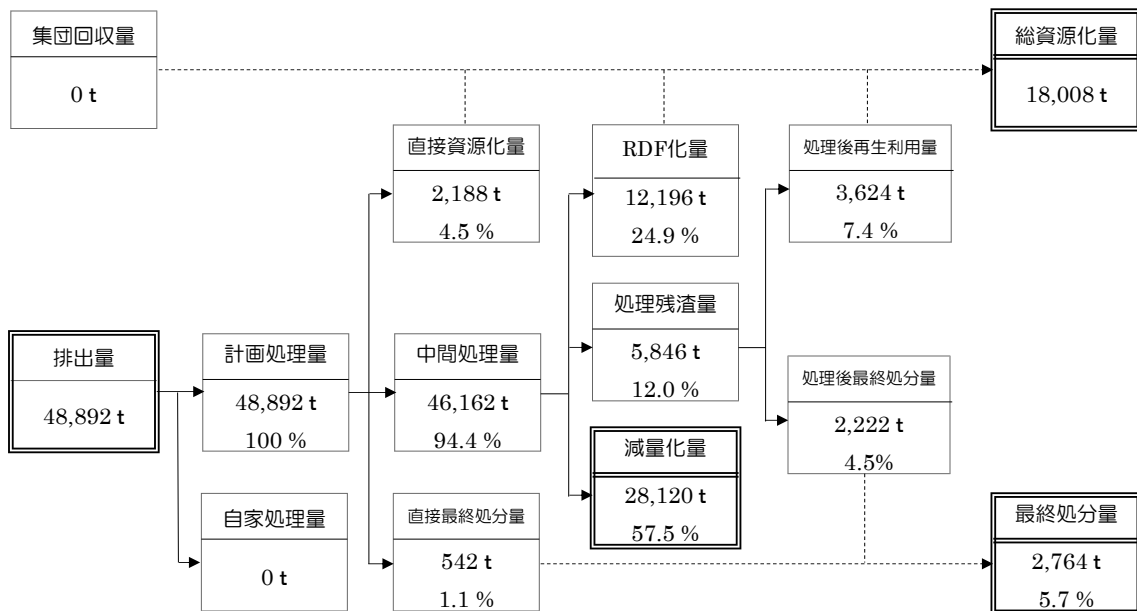 集団回収量
0 t
総資源化量
18,008 t
直接資源化量
2,188 t
4.5 %
RDF化量
12,196 t
24.9 %
処理後再生利用量
3,624 t
7.4 %
排出量
48,892 t
計画処理量
48,892 t
100 %
中間処理量
46,162 t
94.4 %
処理残渣量
5,846 t
12.0 %
処理後最終処分量
2,222 t
4.5%
減量化量
28,120 t
57.5 %
自家処理量
0 t
直接最終処分量
542 t
1.1 %
最終処分量
2,764 t
5.7 %